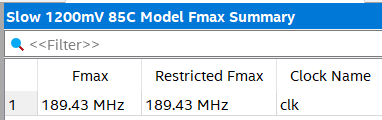 Slow 1200mV 85C Model Fmax Summary
<<Filter>>
Fmax Restricted Fmax Clock Name
1 189.43 MHz 189.43 MHz clk